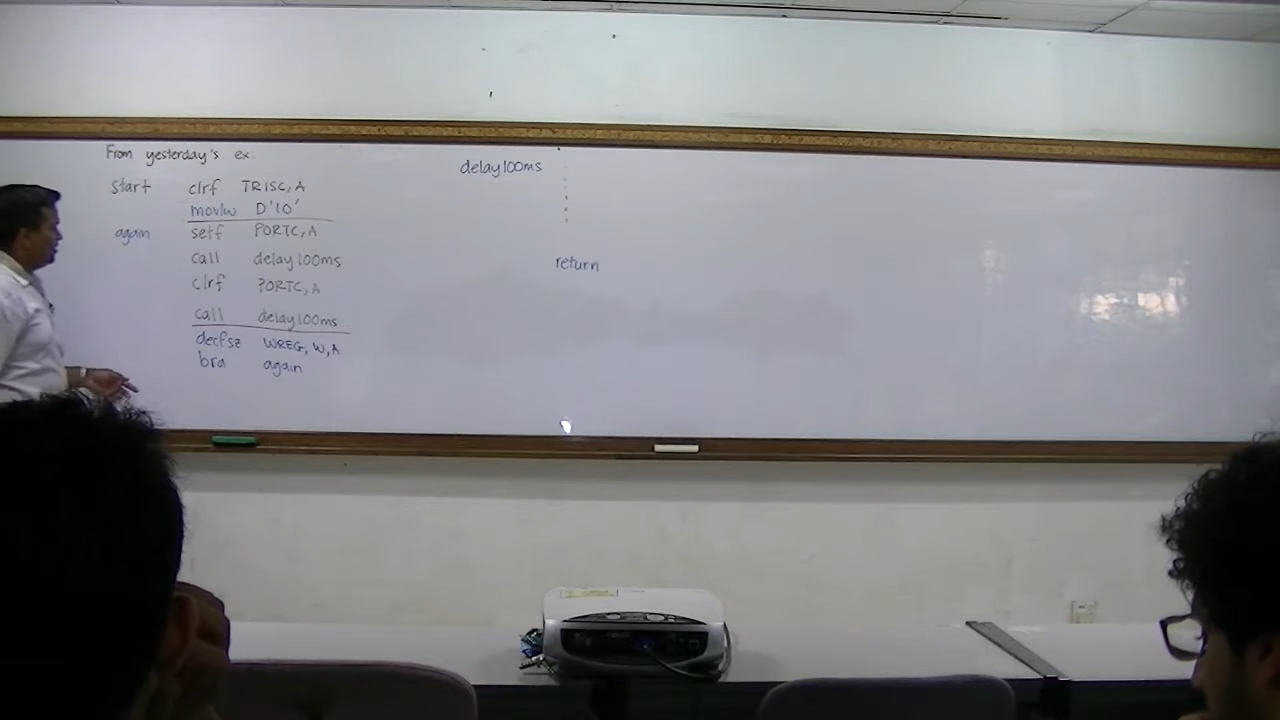 From yesterday's ex.
start clrf TRISC, A
movlw D'10'
again setf PORTC, A
call delay100ms
clrf PORTC, A
call delay100ms
decfsz WREG, W, A
bra again
delay100ms
return